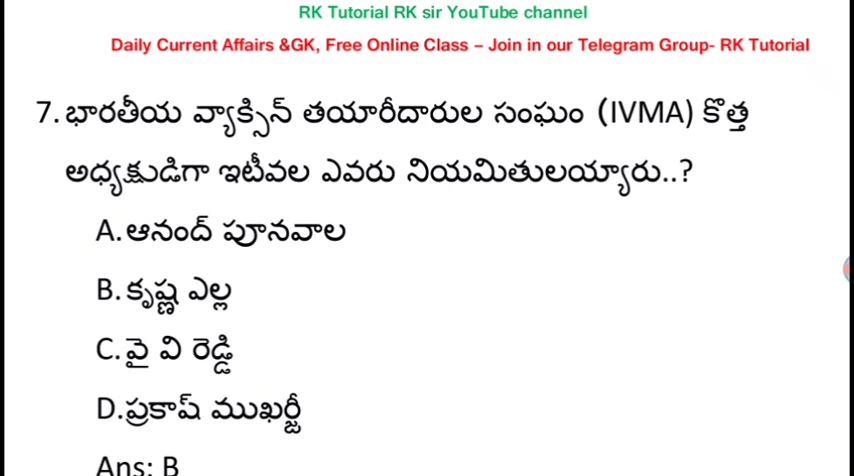 RK Tutorial RK sir YouTube channel
Daily Current Affairs &GK, Free Online Class – Join in our Telegram Group- RK Tutorial
7. భారతీయ వ్యాక్సిన్ తయారీదారుల సంఘం (IVMA) కొత్త
అధ్యక్షుడిగా ఇటీవల ఎవరు నియమితులయ్యారు..?
A. ఆనంద్ పూనవాల
B. కృష్ణ ఎల్ల
C. వై వి రెడ్డి
D. ప్రకాష్ ముఖర్జీ
Ans: B